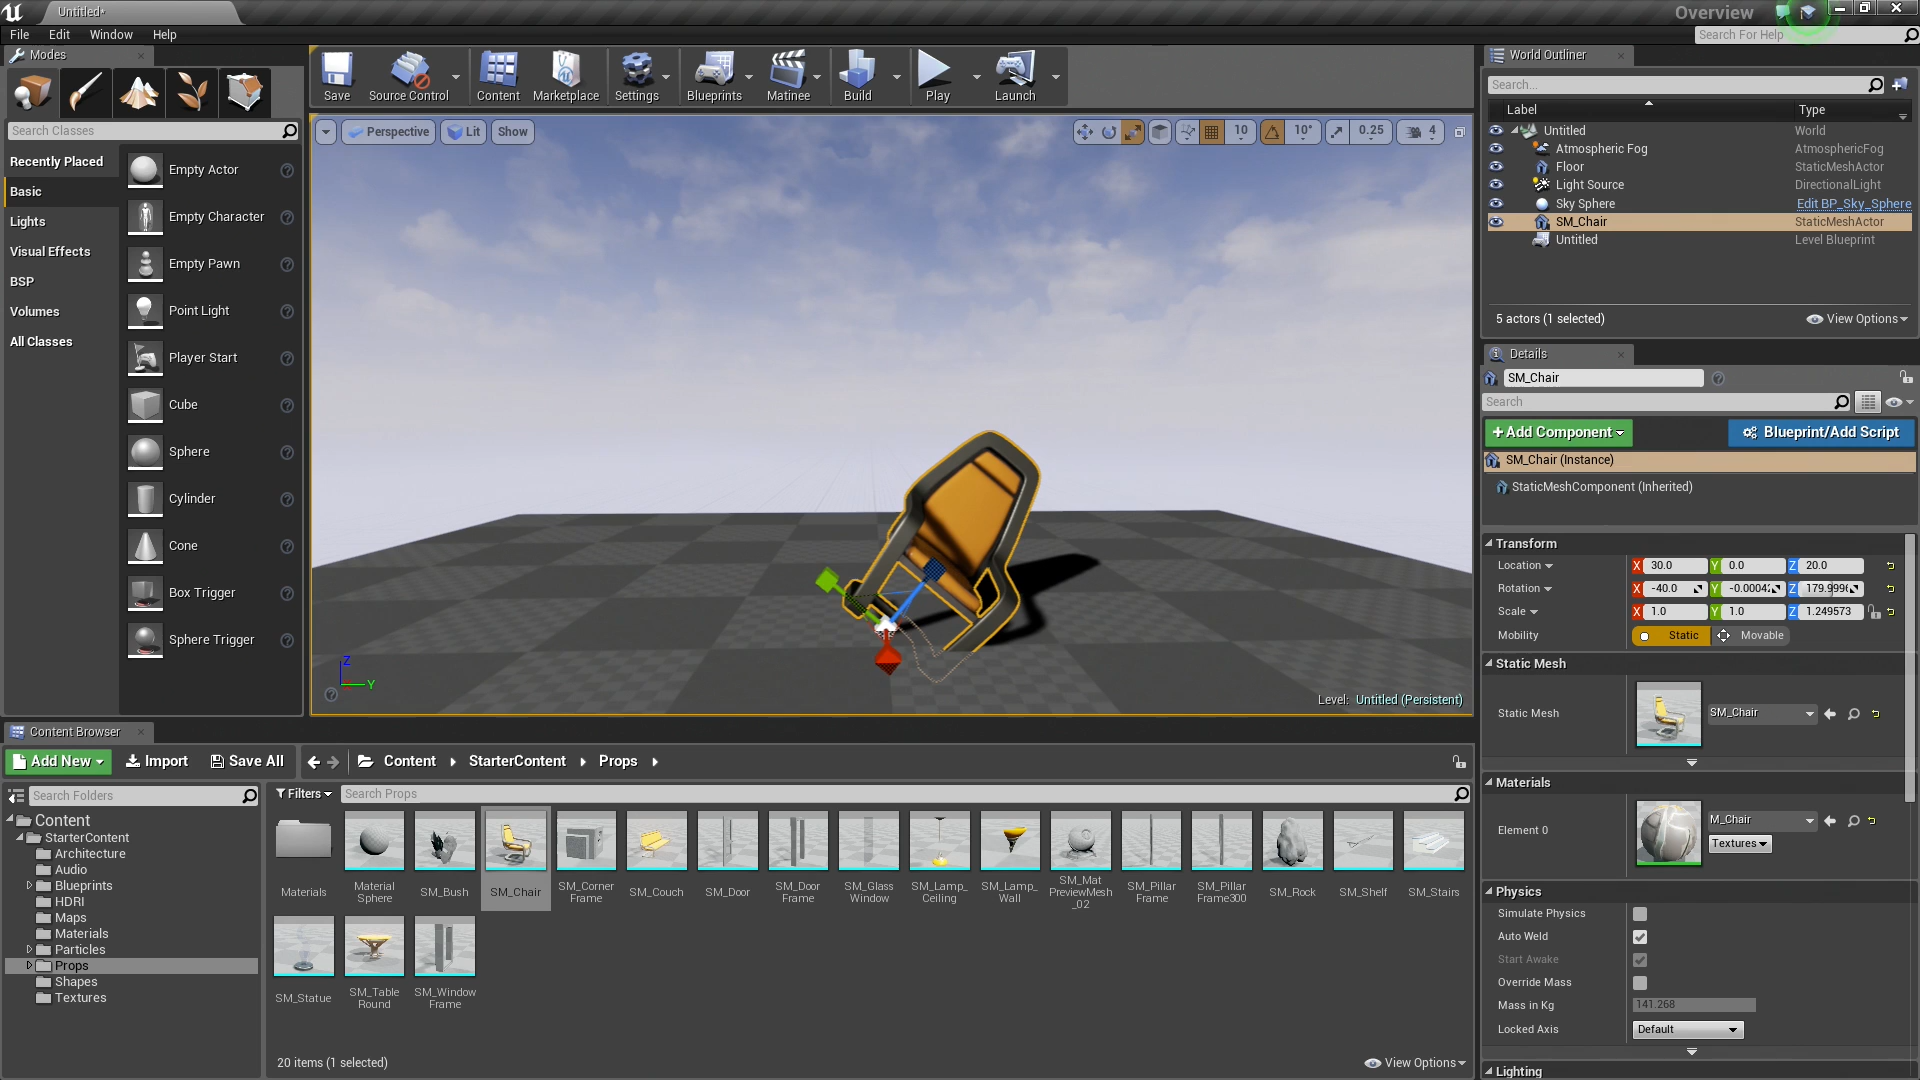 Untitled*
Overview
File Edit Window Help
Search For Help
Modes
Search Classes
Recently Placed
Basic
Lights
Visual Effects
BSP
Volumes
All Classes
Empty Actor
Empty Character
Empty Pawn
Point Light
Player Start
Cube
Sphere
Cylinder
Cone
Box Trigger
Sphere Trigger
Save Source Control Content Marketplace Settings Blueprints Matinee Build Play Launch
Perspective Lit Show
10 10° 0.25 4
Z
Y
Level: Untitled (Persistent)
World Outliner
Search...
Label Type
Untitled World
Atmospheric Fog AtmosphericFog
Floor StaticMeshActor
Light Source DirectionalLight
Sky Sphere Edit BP_Sky_Sphere
SM_Chair StaticMeshActor
Untitled Level Blueprint
5 actors (1 selected) View Options
Details
SM_Chair
Search
+Add Component Blueprint/Add Script
SM_Chair (Instance)
StaticMeshComponent (Inherited)
Transform
Location X 30.0 Y 0.0 Z 20.0
Rotation X -40.0 Y -0.0004 Z 179.999
Scale X 1.0 Y 1.0 Z 1.249573
Mobility Static Movable
Static Mesh
Static Mesh SM_Chair
Materials
Element 0 M_Chair
Textures
Physics
Simulate Physics
Auto Weld
Start Awake
Override Mass
Mass in Kg 141.268
Locked Axis Default
Lighting
Content Browser
Add New Import Save All Content StarterContent Props
Search Folders
Content
StarterContent
Architecture
Audio
Blueprints
HDRI
Maps
Materials
Particles
Props
Shapes
Textures
Filters Search Props
Materials
Material
Sphere
SM_Bush
SM_Chair
SM_Corner
Frame
SM_Couch
SM_Door
SM_Door
Frame
SM_Glass
Window
SM_Lamp_
Ceiling
SM_Lamp_
Wall
SM_Mat
PreviewMesh
_02
SM_Pillar
Frame
SM_Pillar
Frame300
SM_Rock
SM_Shelf
SM_Stairs
SM_Statue
SM_Table
Round
SM_Window
Frame
20 items (1 selected) View Options